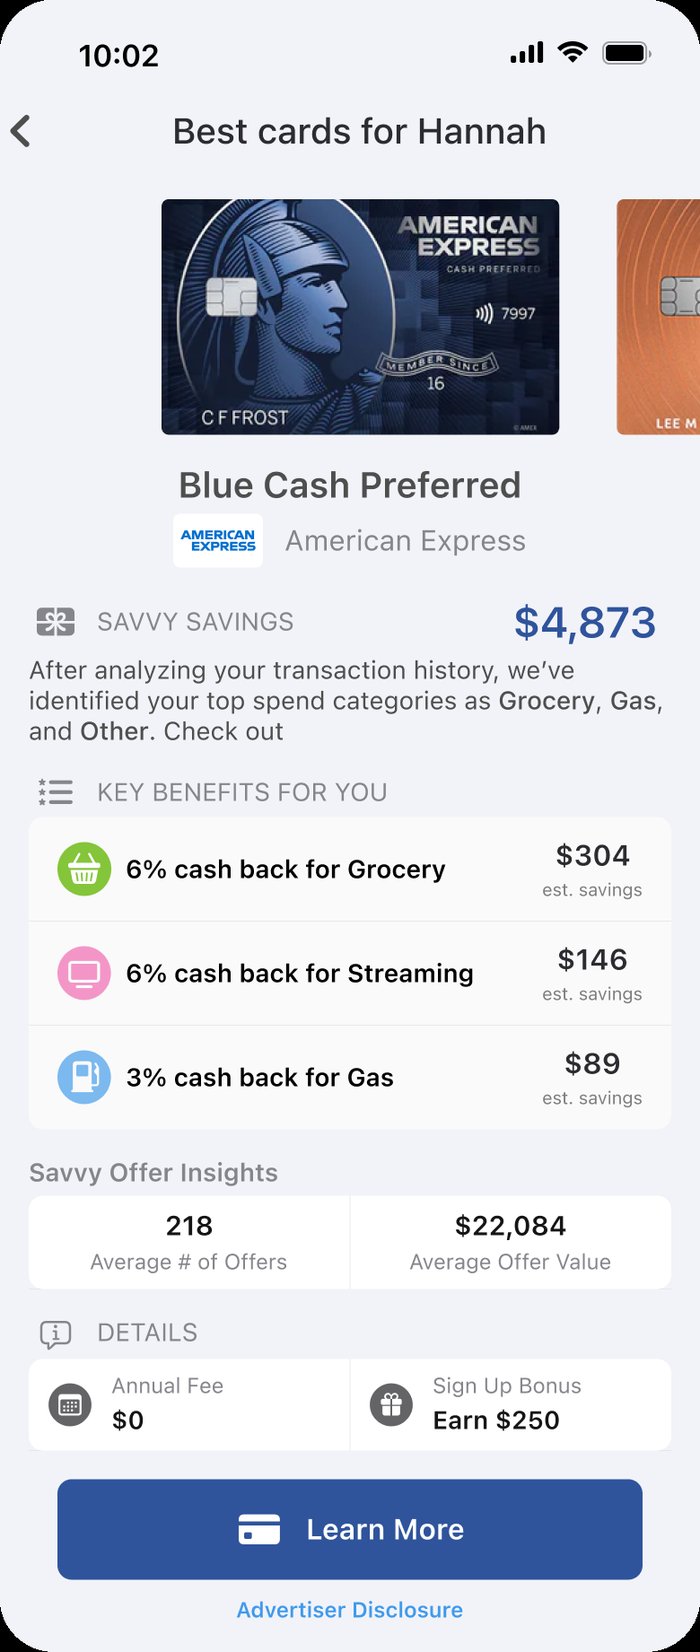 10:02
Best cards for Hannah
AMERICAN
EXPRESS
CASH PREFERRED
7997
MEMBER SINCE
16
C F FROST
© AMEX
LEE M
Blue Cash Preferred
AMERICAN
EXPRESS
American Express
SAVVY SAVINGS
$4,873
After analyzing your transaction history, we’ve
identified your top spend categories as Grocery, Gas,
and Other. Check out
KEY BENEFITS FOR YOU
6% cash back for Grocery
$304
est. savings
6% cash back for Streaming
$146
est. savings
3% cash back for Gas
$89
est. savings
Savvy Offer Insights
218
Average # of Offers
$22,084
Average Offer Value
DETAILS
Annual Fee
$0
Sign Up Bonus
Earn $250
Learn More
Advertiser Disclosure